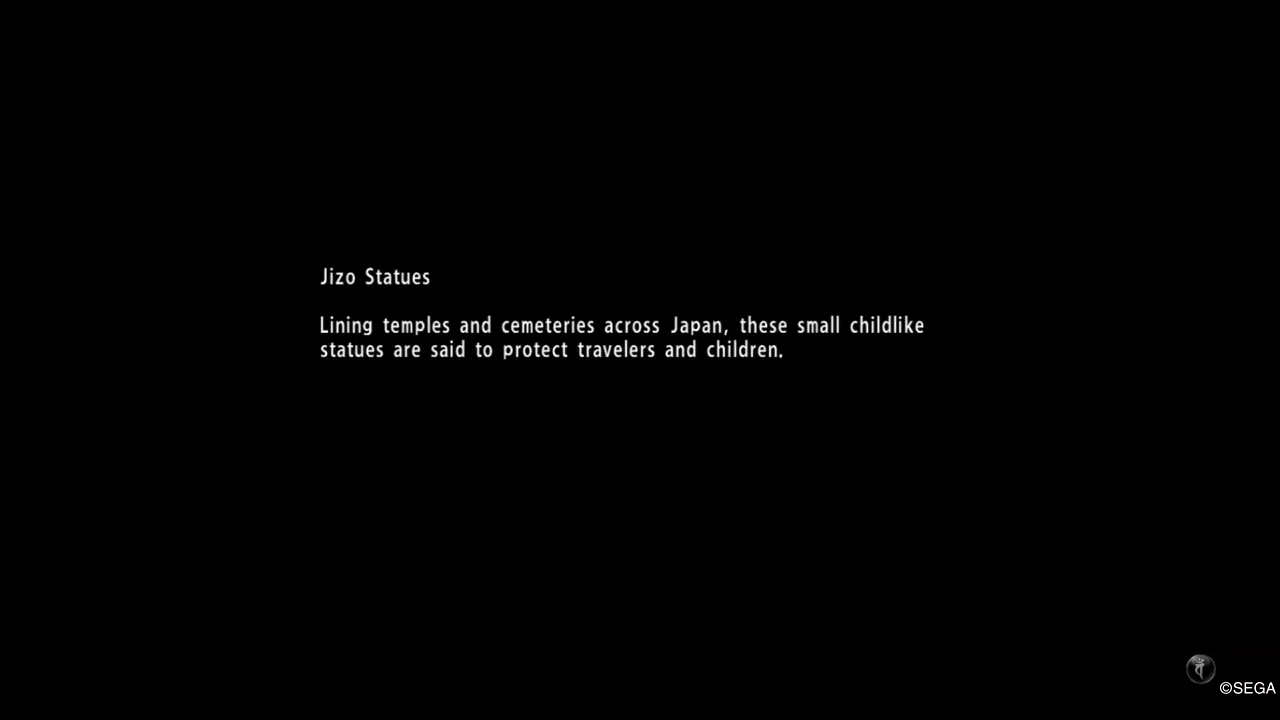 Jizo Statues
Lining temples and cemeteries across Japan, these small childlike
statues are said to protect travelers and children.
©SEGA